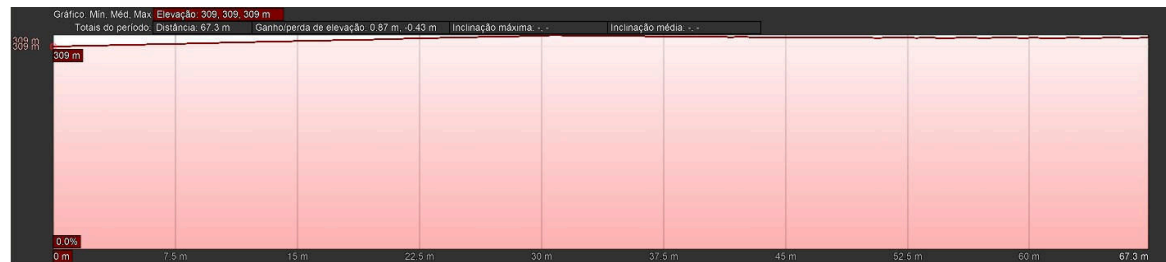 Gráfico. Mín, Méd, Max Elevação: 309, 309, 309 m
Totais do período: Distância: 67.3 m Ganho/perda de elevação: 0.87 m, -0.43 m Inclinação máxima: -, - Inclinação média: -, -
309 m
309 m
309 m
0.0%
0 m 7.5 m 15 m 22.5 m 30 m 37.5 m 45 m 52.5 m 60 m 67.3 m